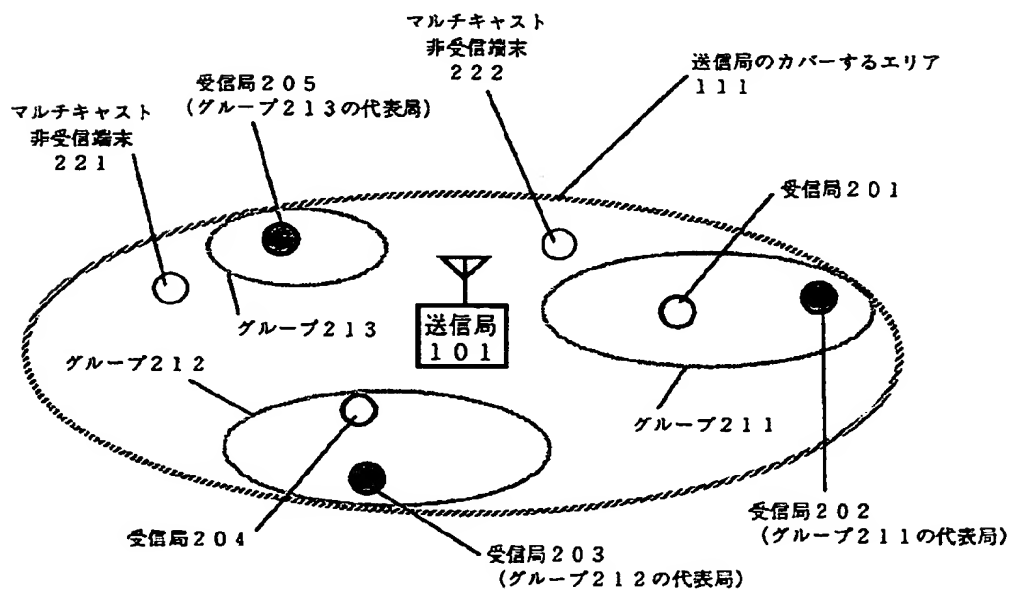 マルチキャスト
非受信端末
222
送信局のカバーするエリア
111
受信局205
(グループ213の代表局)
マルチキャスト
非受信端末
221
受信局201
グループ213
送信局
101
グループ212
グループ211
受信局202
(グループ211の代表局)
受信局204
受信局203
(グループ212の代表局)